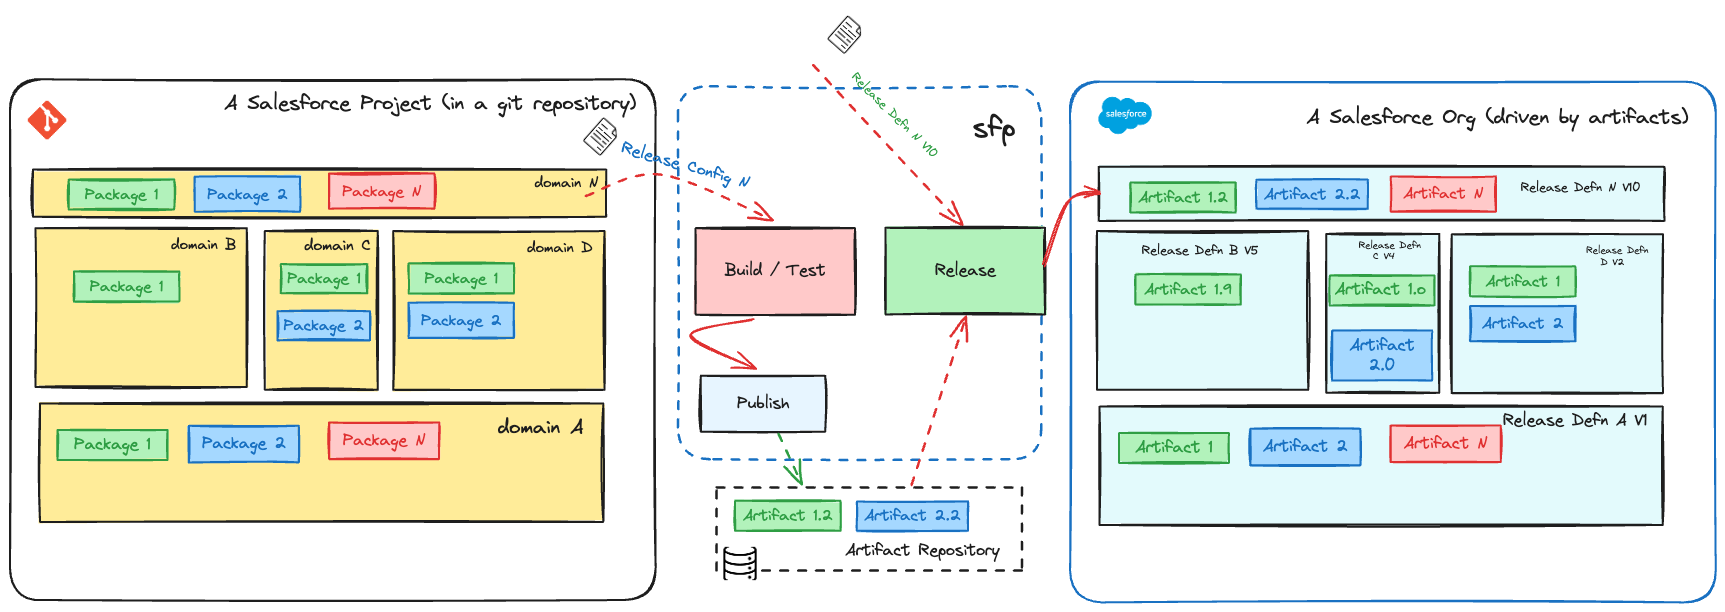 A Salesforce Project (in a git repository)
Release Config N
domain N
Package 1
Package 2
Package N
domain B
Package 1
domain C
Package 1
Package 2
domain D
Package 1
Package 2
domain A
Package 1
Package 2
Package N
Release Defn N V10
sfp
Build / Test
Release
Publish
Artifact 1.2
Artifact 2.2
Artifact Repository
salesforce
A Salesforce Org (driven by artifacts)
Artifact 1.2
Artifact 2.2
Artifact N
Release Defn N V10
Release Defn B V5
Artifact 1.9
Release Defn
C V4
Artifact 1.0
Artifact
2.0
Release Defn
D V2
Artifact 1
Artifact 2
Release Defn A V1
Artifact 1
Artifact 2
Artifact N